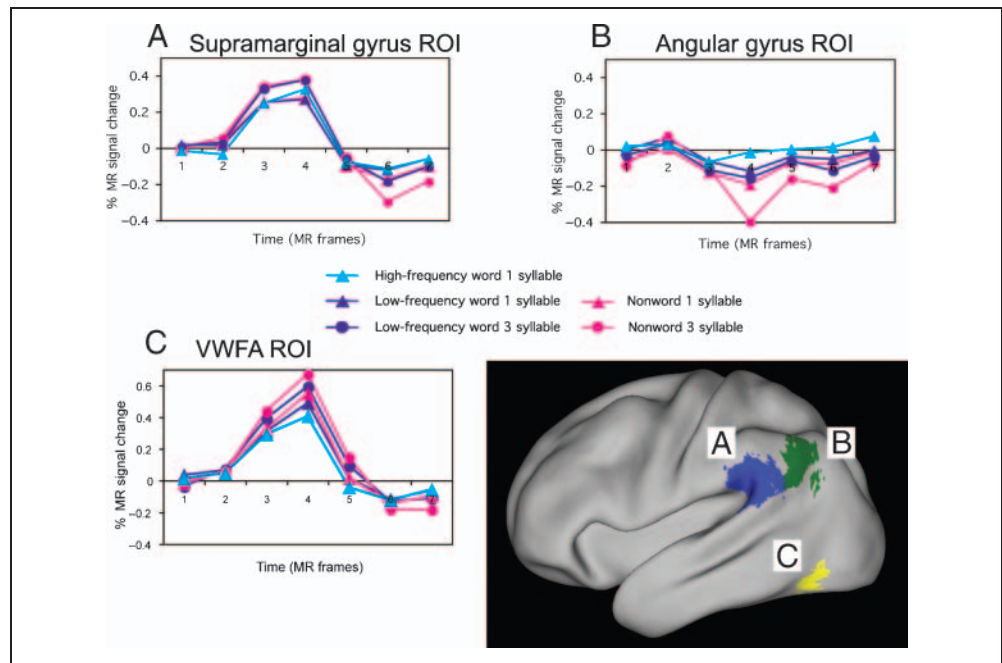 A
Supramarginal gyrus ROI
% MR signal change
0.4
0.2
0
−0.2
−0.4
1 2 3 4 5 6 7
Time (MR frames)
B
Angular gyrus ROI
% MR signal change
0.4
0.2
0
−0.2
−0.4
1 2 3 4 5 6 7
Time (MR frames)
High-frequency word 1 syllable
Low-frequency word 1 syllable
Nonword 1 syllable
Low-frequency word 3 syllable
Nonword 3 syllable
C
VWFA ROI
% MR signal change
0.6
0.4
0.2
0
−0.2
−0.4
1 2 3 4 5 6 7
Time (MR frames)
A
B
C